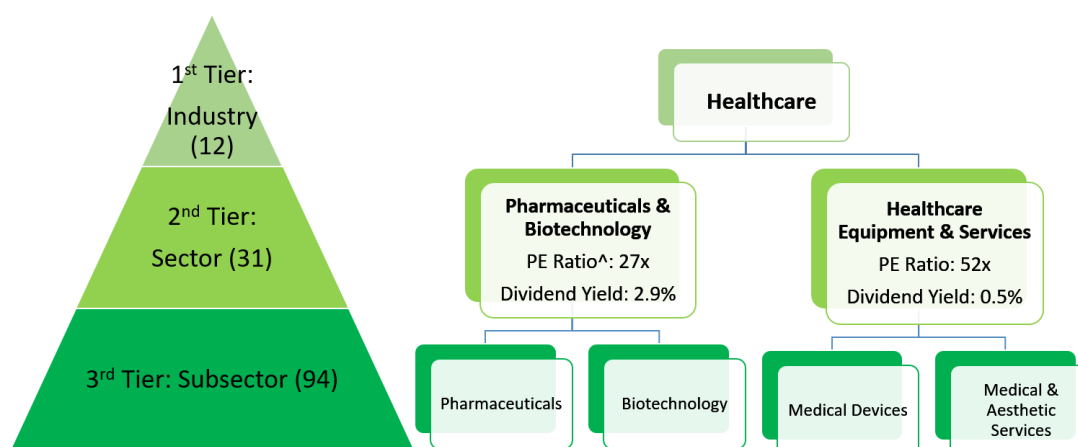 1st Tier:
Industry
(12)
2nd Tier:
Sector (31)
3rd Tier: Subsector (94)
Healthcare
Pharmaceuticals &
Biotechnology
PE Ratio^: 27x
Dividend Yield: 2.9%
Healthcare
Equipment & Services
PE Ratio: 52x
Dividend Yield: 0.5%
Pharmaceuticals
Biotechnology
Medical Devices
Medical &
Aesthetic
Services